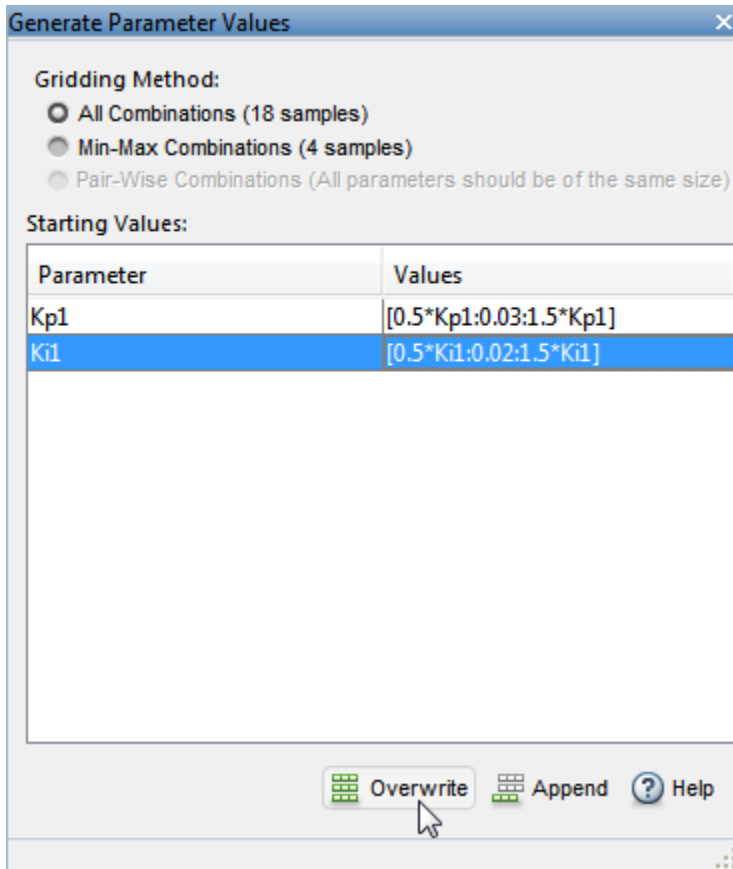 Generate Parameter Values
Gridding Method:
All Combinations (18 samples)
Min-Max Combinations (4 samples)
Pair-Wise Combinations (All parameters should be of the same size)
Starting Values:
Parameter Values
Kp1 [0.5*Kp1:0.03:1.5*Kp1]
Ki1 [0.5*Ki1:0.02:1.5*Ki1]
Overwrite Append Help